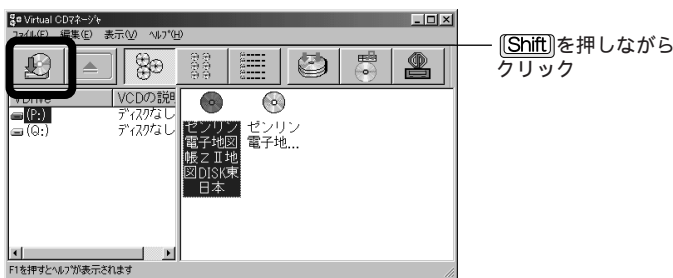 Virtual CDマネージャ
ファイル(F) 編集(E) 表示(V) ヘルプ(H)
Shiftを押しながら
クリック
VDrive VCDの説明
(P:) ディスクなし
(Q:) ディスクなし
ゼンリン
電子地図
帳ＺⅡ地
図DISK東
日本
ゼンリン
電子地...
F1を押すとヘルプが表示されます